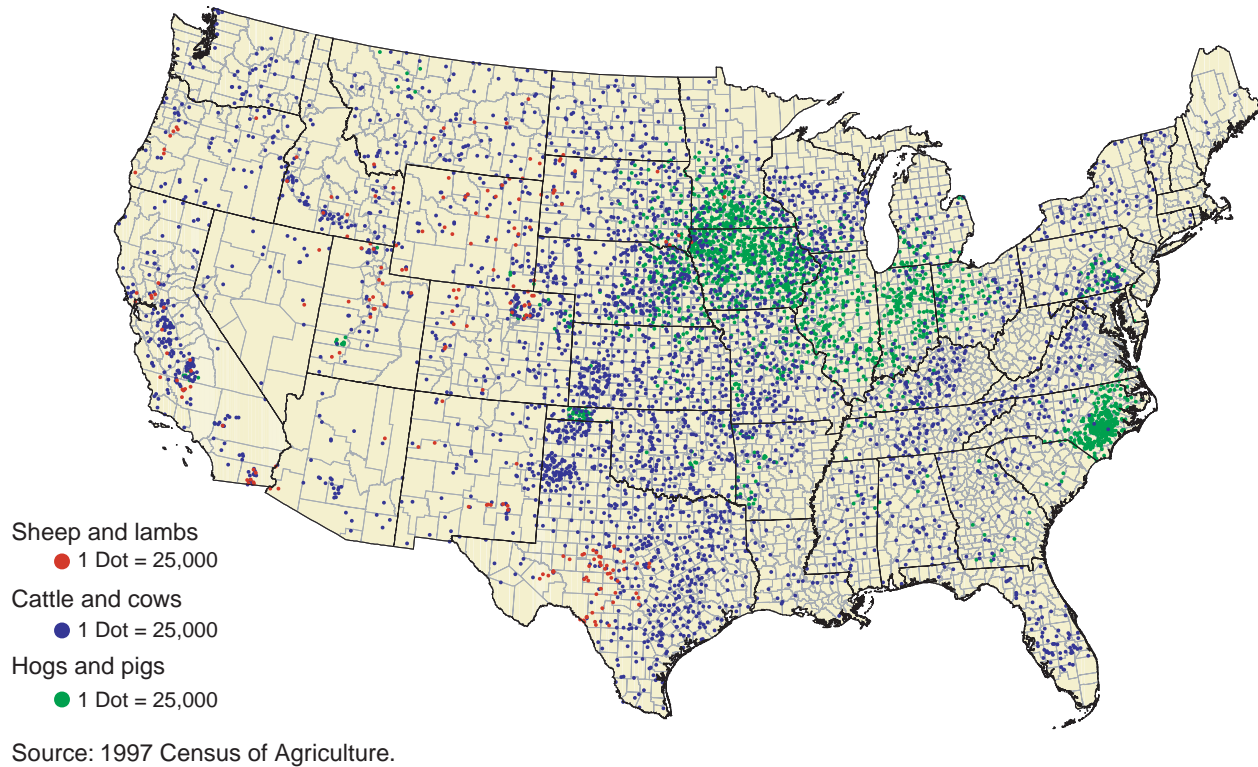 Sheep and lambs
1 Dot = 25,000
Cattle and cows
1 Dot = 25,000
Hogs and pigs
1 Dot = 25,000
Source: 1997 Census of Agriculture.